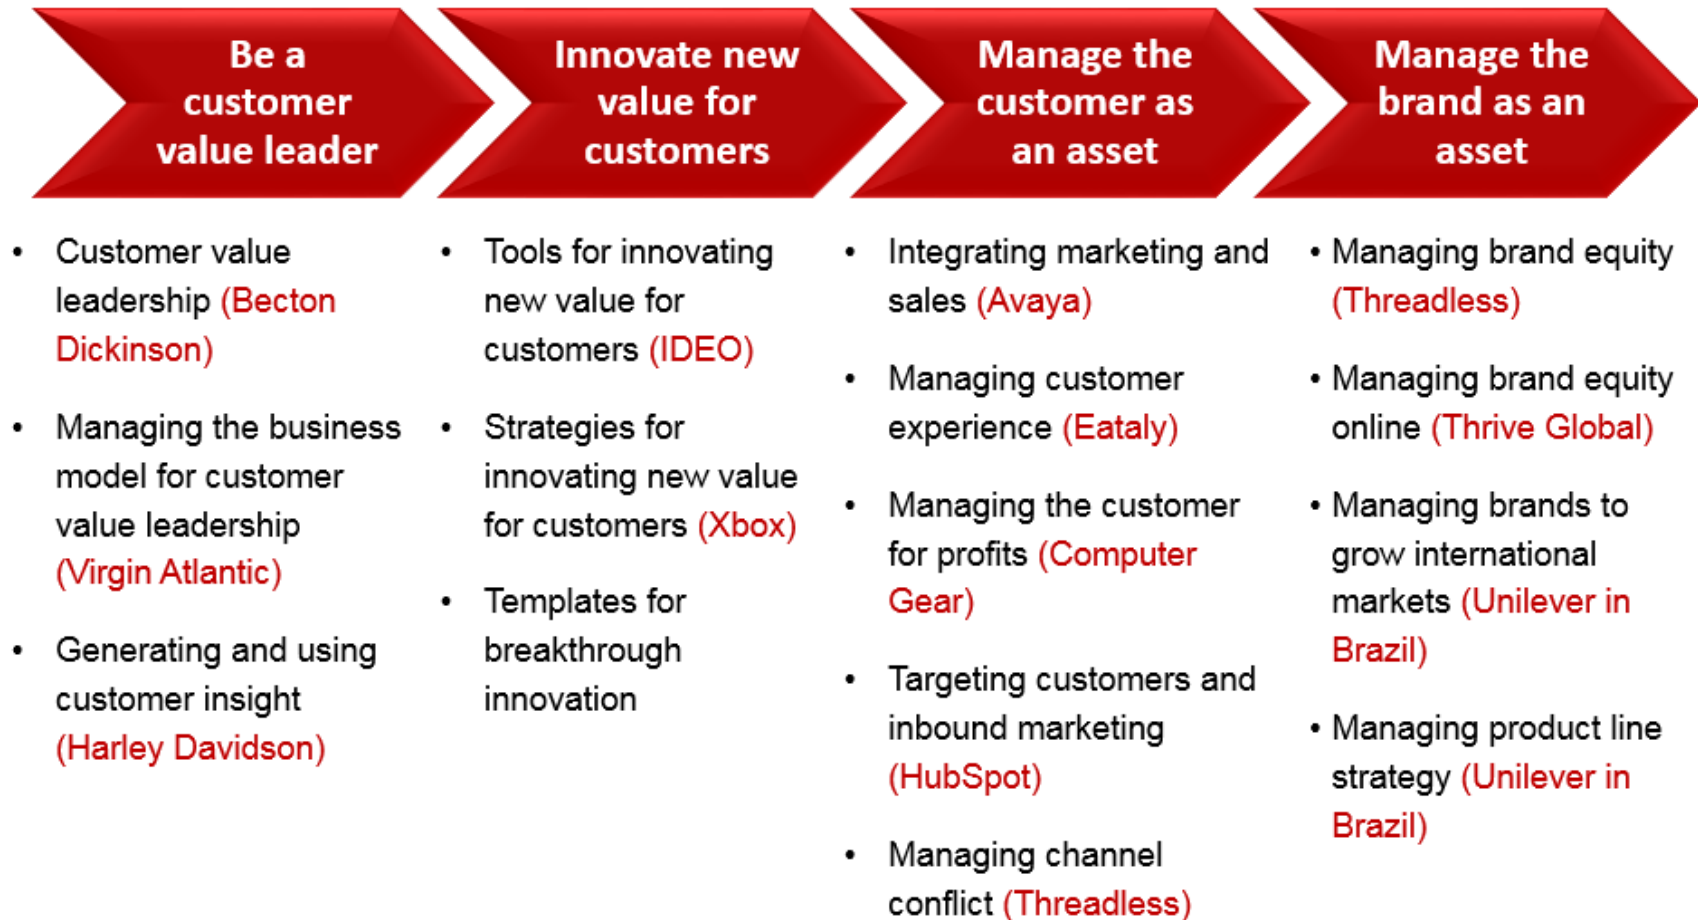 Be a
customer
value leader
• Customer value
leadership (Becton
Dickinson)
• Managing the business
model for customer
value leadership
(Virgin Atlantic)
• Generating and using
customer insight
(Harley Davidson)
Innovate new
value for
customers
• Tools for innovating
new value for
customers (IDEO)
• Strategies for
innovating new value
for customers (Xbox)
• Templates for
breakthrough
innovation
Manage the
customer as
an asset
• Integrating marketing and
sales (Avaya)
• Managing customer
experience (Eataly)
• Managing the customer
for profits (Computer
Gear)
• Targeting customers and
inbound marketing
(HubSpot)
• Managing channel
conflict (Threadless)
Manage the
brand as an
asset
• Managing brand equity
(Threadless)
• Managing brand equity
online (Thrive Global)
• Managing brands to
grow international
markets (Unilever in
Brazil)
• Managing product line
strategy (Unilever in
Brazil)